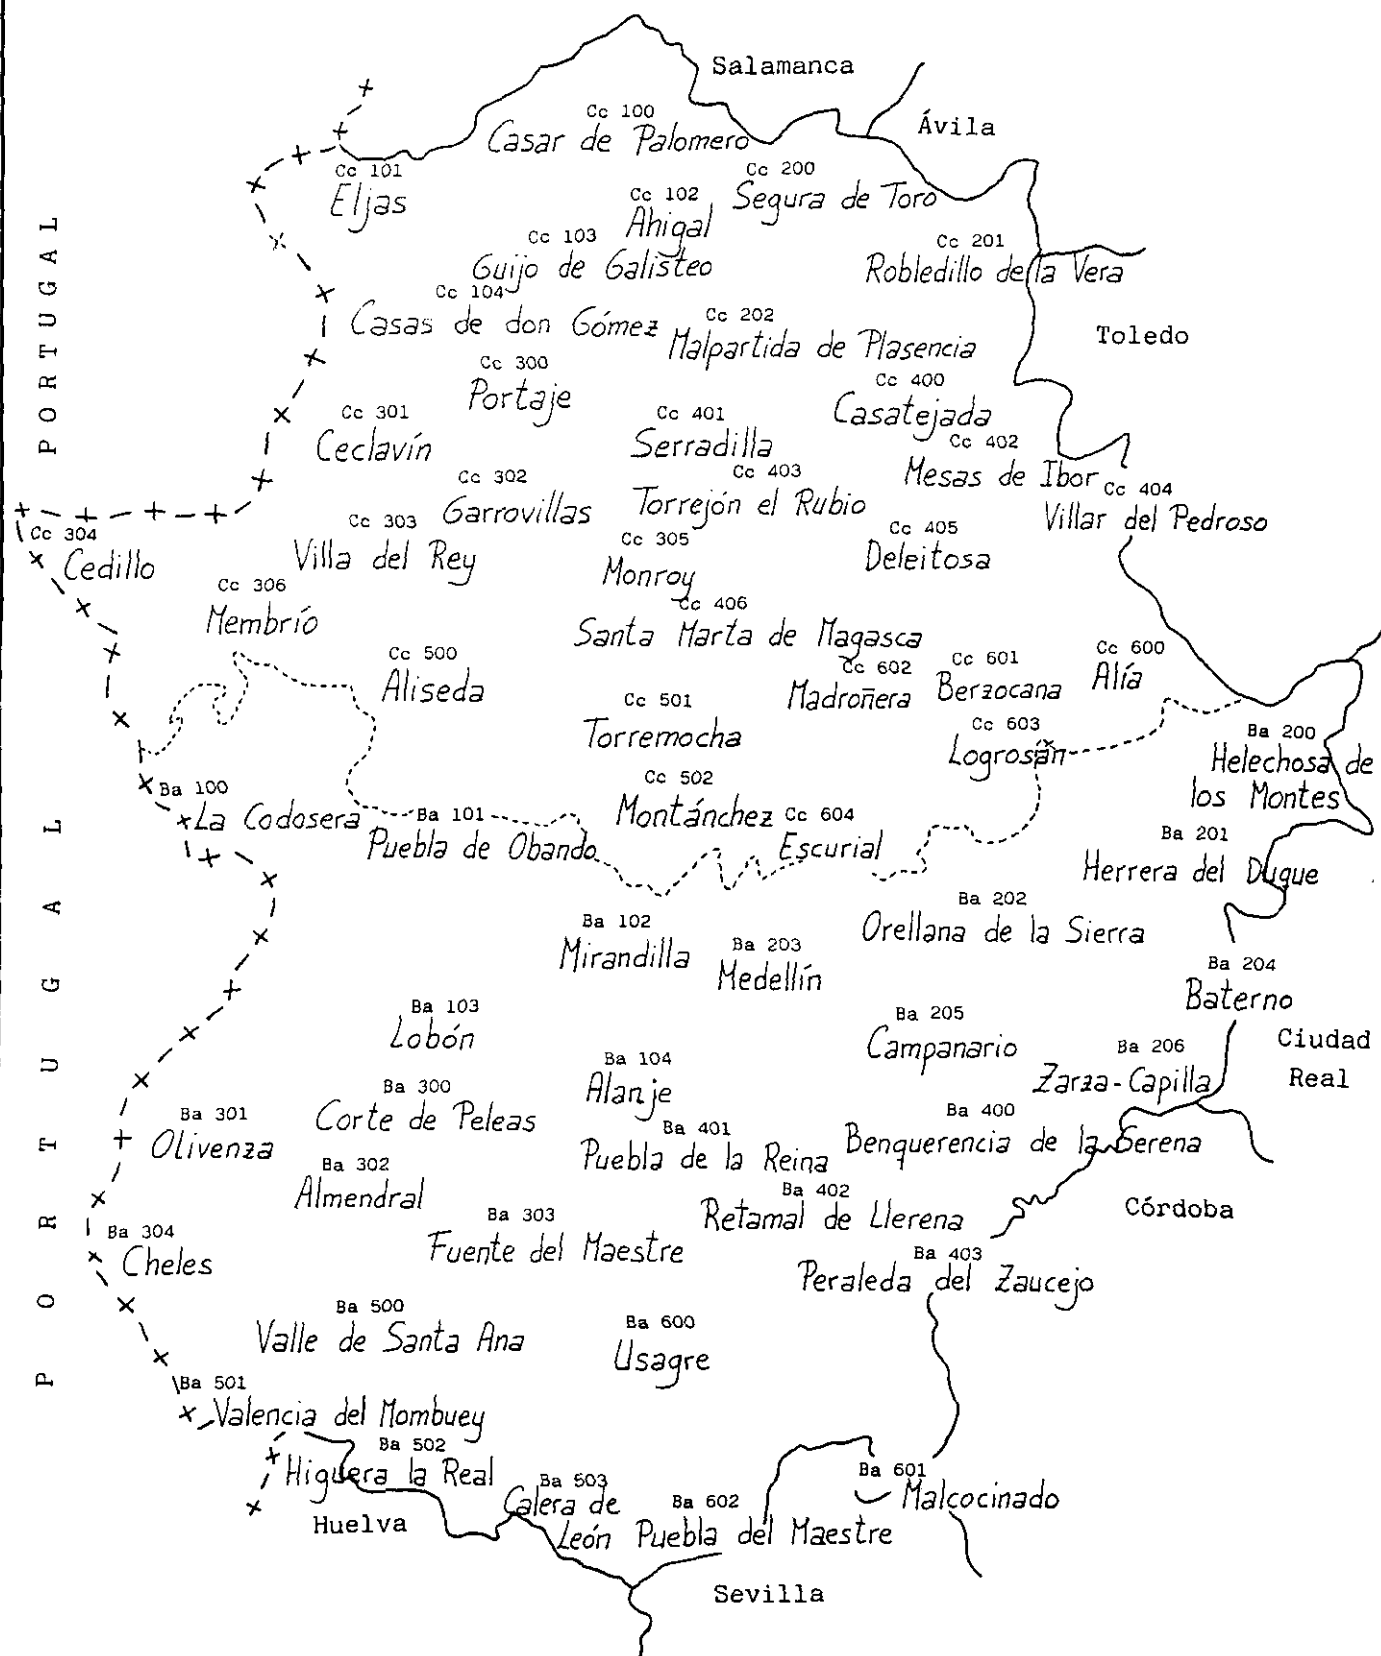 Salamanca
Ávila
Cc 100
Casar de Palomero
Cc 101
Eljas
Cc 200
Segura de Toro
Cc 102
Ahigal
Cc 103
Guijo de Galisteo
Cc 201
Robledillo de la Vera
Cc 104
Casas de don Gómez
Cc 202
Malpartida de Plasencia
Toledo
PORTUGAL
Cc 300
Portaje
Cc 400
Casatejada
Cc 301
Ceclavín
Cc 401
Serradilla
Cc 402
Mesas de Ibor
Cc 302
Garrovillas
Cc 403
Torrejón el Rubio
Cc 404
Villar del Pedroso
Cc 303
Villa del Rey
Cc 304
Cedillo
Cc 305
Monroy
Cc 405
Deleitosa
Cc 306
Membrío
Cc 406
Santa Marta de Magasca
Cc 500
Aliseda
Cc 602
Madroñera
Cc 601
Berzocana
Cc 600
Alía
Cc 501
Torremocha
Cc 603
Logrosán
Ba 200
Helechosa de
los Montes
Cc 502
Montánchez
Cc 604
Escurial
Ba 100
La Codosera
Ba 101
Puebla de Obando
Ba 201
Herrera del Duque
Ba 202
Orellana de la Sierra
Ba 102
Mirandilla
Ba 203
Medellín
Ba 204
Baterno
PORTUGAL
Ba 103
Lobón
Ba 205
Campanario
Ciudad
Real
Ba 104
Alanje
Ba 206
Zarza-Capilla
Ba 300
Corte de Peleas
Ba 301
Olivenza
Ba 400
Benquerencia de la Serena
Ba 401
Puebla de la Reina
Ba 302
Almendral
Ba 402
Retamal de Llerena
Córdoba
Ba 303
Fuente del Maestre
Ba 304
Cheles
Ba 403
Peraleda del Zaucejo
Ba 500
Valle de Santa Ana
Ba 600
Usagre
Ba 501
Valencia del Mombuey
Ba 502
Higuera la Real
Ba 503
Calera de
León
Ba 602
Puebla del Maestre
Ba 601
Malcocinado
Huelva
Sevilla